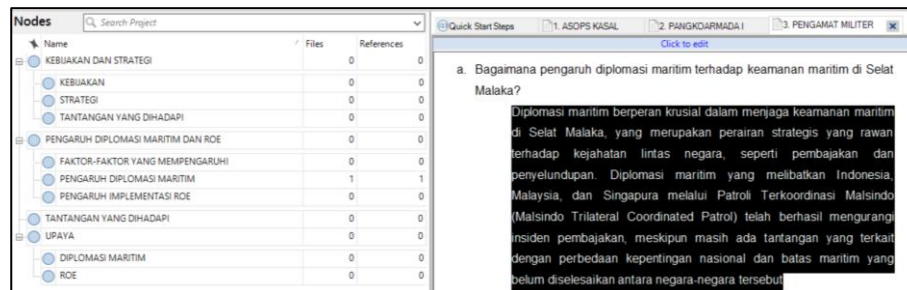 Nodes
Search Project
Name Files References
KEBIJAKAN DAN STRATEGI 0 0
KEBIJAKAN 0 0
STRATEGI 0 0
TANTANGAN YANG DIHADAPI 0 0
PENGARUH DIPLOMASI MARITIM DAN ROE 0 0
FAKTOR-FAKTOR YANG MEMPENGARUHI 0 0
PENGARUH DIPLOMASI MARITIM 1 1
PENGARUH IMPLEMENTASI ROE 0 0
TANTANGAN YANG DIHADAPI 0 0
UPAYA 0 0
DIPLOMASI MARITIM 0 0
ROE 0 0
Quick Start Steps 1. ASOPS KASAL 2. PANGKOARMADA I 3. PENGAMAT MILITER
Click to edit
a. Bagaimana pengaruh diplomasi maritim terhadap keamanan maritim di Selat
Malaka?
Diplomasi maritim berperan krusial dalam menjaga keamanan maritim
di Selat Malaka, yang merupakan perairan strategis yang rawan
terhadap kejahatan lintas negara, seperti pembajakan dan
penyelundupan. Diplomasi maritim yang melibatkan Indonesia,
Malaysia, dan Singapura melalui Patroli Terkoordinasi Malsindo
(Malsindo Trilateral Coordinated Patrol) telah berhasil mengurangi
insiden pembajakan, meskipun masih ada tantangan yang terkait
dengan perbedaan kepentingan nasional dan batas maritim yang
belum diselesaikan antara negara-negara tersebut